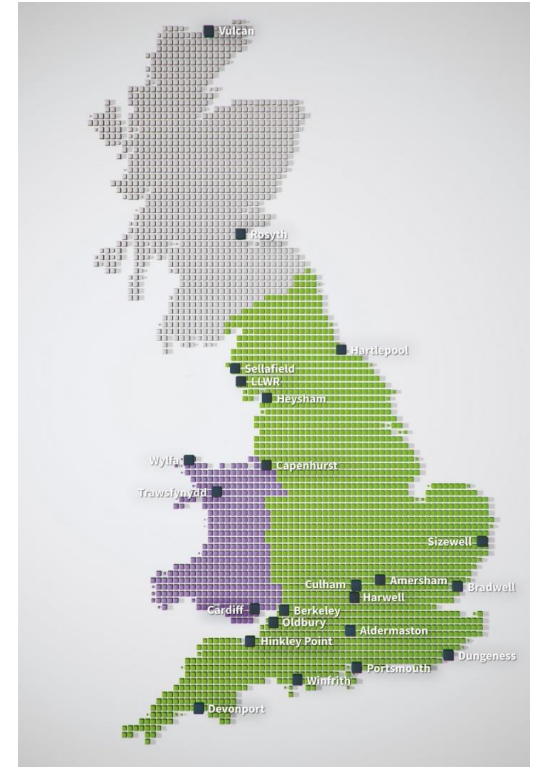 Vulcan
Rosyth
Hartlepool
Sellafield
LLWR
Heysham
Wylfa
Capenhurst
Trawsfynydd
Sizewell
Culham
Amersham
Bradwell
Harwell
Cardiff
Berkeley
Oldbury
Aldermaston
Hinkley Point
Dungeness
Portsmouth
Winfrith
Devonport